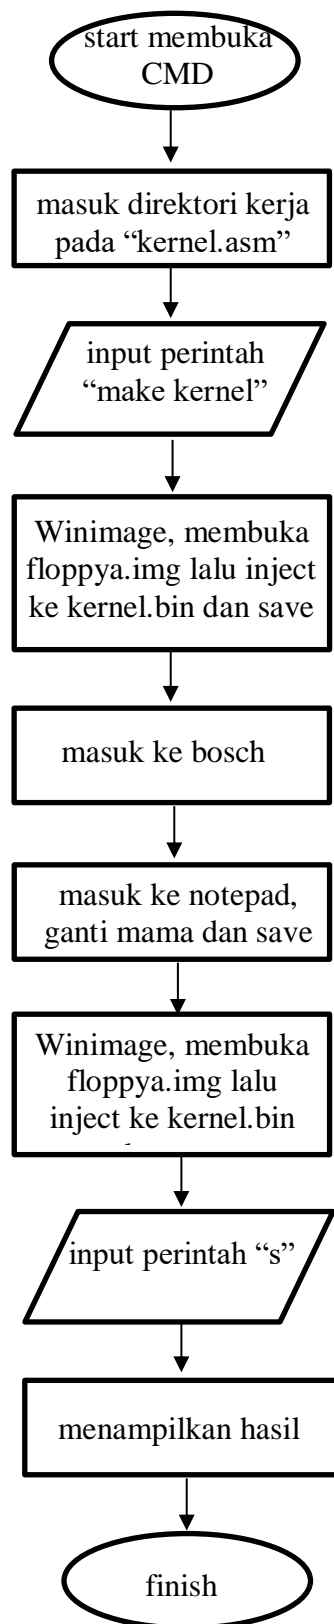 start membuka
CMD
masuk direktori kerja
pada “kernel.asm”
input perintah
“make kernel”
Winimage, membuka
floppya.img lalu inject
ke kernel.bin dan save
masuk ke bosch
masuk ke notepad,
ganti mama dan save
Winimage, membuka
floppya.img lalu
inject ke kernel.bin
input perintah “s”
menampilkan hasil
finish